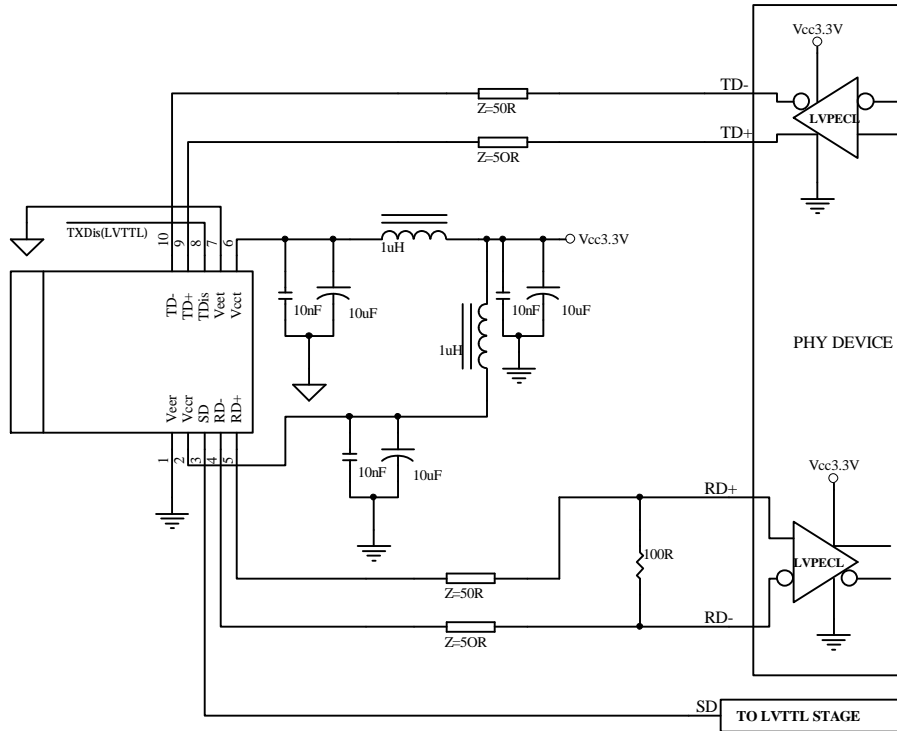 Vcc3.3V
TD-
Z=50R
LVPECL
TD+
Z=5OR
TXDis(LVTTL)
10
9
8
7
6
1uH
Vcc3.3V
TD-
TD+
TDis
Veet
Vcct
10nF
10uF
10nF
10uF
1uH
PHY DEVICE
Veer
Vccr
SD
RD-
RD+
1
2
3
4
5
10nF
10uF
Vcc3.3V
RD+
100R
LVPECL
Z=50R
RD-
Z=5OR
SD
TO LVTTL STAGE